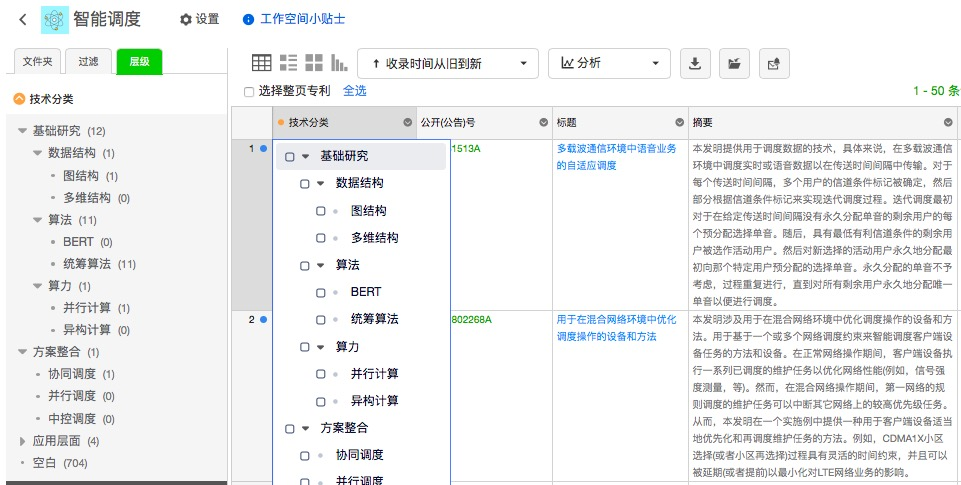 智能调度
设置
工作空间小贴士
文件夹
过滤
层级
收录时间从旧到新
分析
选择整页专利
全选
1 - 50 条
技术分类
基础研究 (12)
数据结构 (1)
图结构 (1)
多维结构 (0)
算法 (11)
BERT (0)
统筹算法 (11)
算力 (1)
并行计算 (1)
异构计算 (0)
方案整合 (1)
协同调度 (1)
并行调度 (0)
中控调度 (0)
应用层面 (4)
空白 (704)
技术分类
公开(公告)号
标题
摘要
基础研究
数据结构
图结构
多维结构
算法
BERT
统筹算法
算力
并行计算
异构计算
方案整合
协同调度
并行调度
1
1513A
多载波通信环境中语音业务
的自适应调度
本发明提供用于调度数据的技术，具体来说，在多载波通信
环境中调度实时或语音数据以在传送时间间隔中传输。对于
每个传送时间间隔，多个用户的信道条件标记被确定，然后
部分根据信道条件标记来实现迭代调度过程。迭代调度最初
对于在给定传送时间间隔没有永久分配单音的剩余用户的每
个预分配选择单音。随后，具有最低有利信道条件的剩余用
户被选作活动用户。然后对新选择的活动用户永久地分配最
初向那个特定用户预分配的选择单音。永久分配的单音不予
考虑，过程重复进行，直到对所有剩余用户永久地分配唯一
单音以便进行调度。
2
802268A
用于在混合网络环境中优化
调度操作的设备和方法
本发明涉及用于在混合网络环境中优化调度操作的设备和方
法。用于基于一个或多个网络调度约束来智能调度客户端设
备任务的方法和设备。在正常网络操作期间，客户端设备执
行一系列已调度的维护任务以优化网络性能(例如，信号强
度测量，等)。然而，在混合网络操作期间，第一网络的规
则调度的维护任务可以中断其它网络上的较高优先级任务。
从而，本发明在一个实施例中提供一种用于客户端设备适当
地优先化和再调度维护任务的方法。例如，CDMA1X小区
选择(或者小区再选择)过程具有灵活的时间约束，并且可以
被延期(或者提前)以最小化对LTE网络业务的影响。